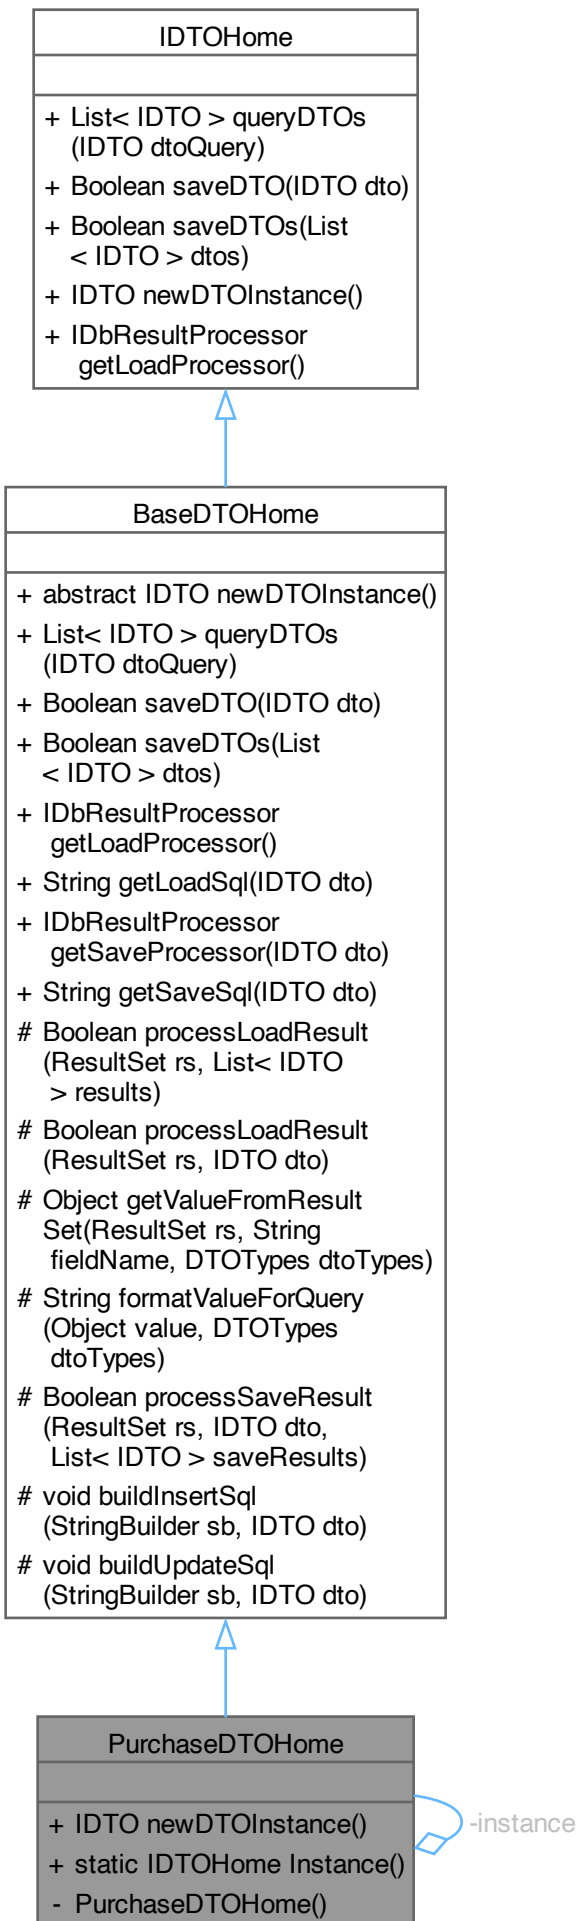 IDTOHome
+ List< IDTO > queryDTOs
(IDTO dtoQuery)
+ Boolean saveDTO(IDTO dto)
+ Boolean saveDTOs(List
< IDTO > dtos)
+ IDTO newDTOInstance()
+ IDbResultProcessor
getLoadProcessor()
BaseDTOHome
+ abstract IDTO newDTOInstance()
+ List< IDTO > queryDTOs
(IDTO dtoQuery)
+ Boolean saveDTO(IDTO dto)
+ Boolean saveDTOs(List
< IDTO > dtos)
+ IDbResultProcessor
getLoadProcessor()
+ String getLoadSql(IDTO dto)
+ IDbResultProcessor
getSaveProcessor(IDTO dto)
+ String getSaveSql(IDTO dto)
# Boolean processLoadResult
(ResultSet rs, List< IDTO
> results)
# Boolean processLoadResult
(ResultSet rs, IDTO dto)
# Object getValueFromResult
Set(ResultSet rs, String
fieldName, DTOTypes dtoTypes)
# String formatValueForQuery
(Object value, DTOTypes
dtoTypes)
# Boolean processSaveResult
(ResultSet rs, IDTO dto,
List< IDTO > saveResults)
# void buildInsertSql
(StringBuilder sb, IDTO dto)
# void buildUpdateSql
(StringBuilder sb, IDTO dto)
PurchaseDTOHome
+ IDTO newDTOInstance()
-instance
+ static IDTOHome Instance()
- PurchaseDTOHome()